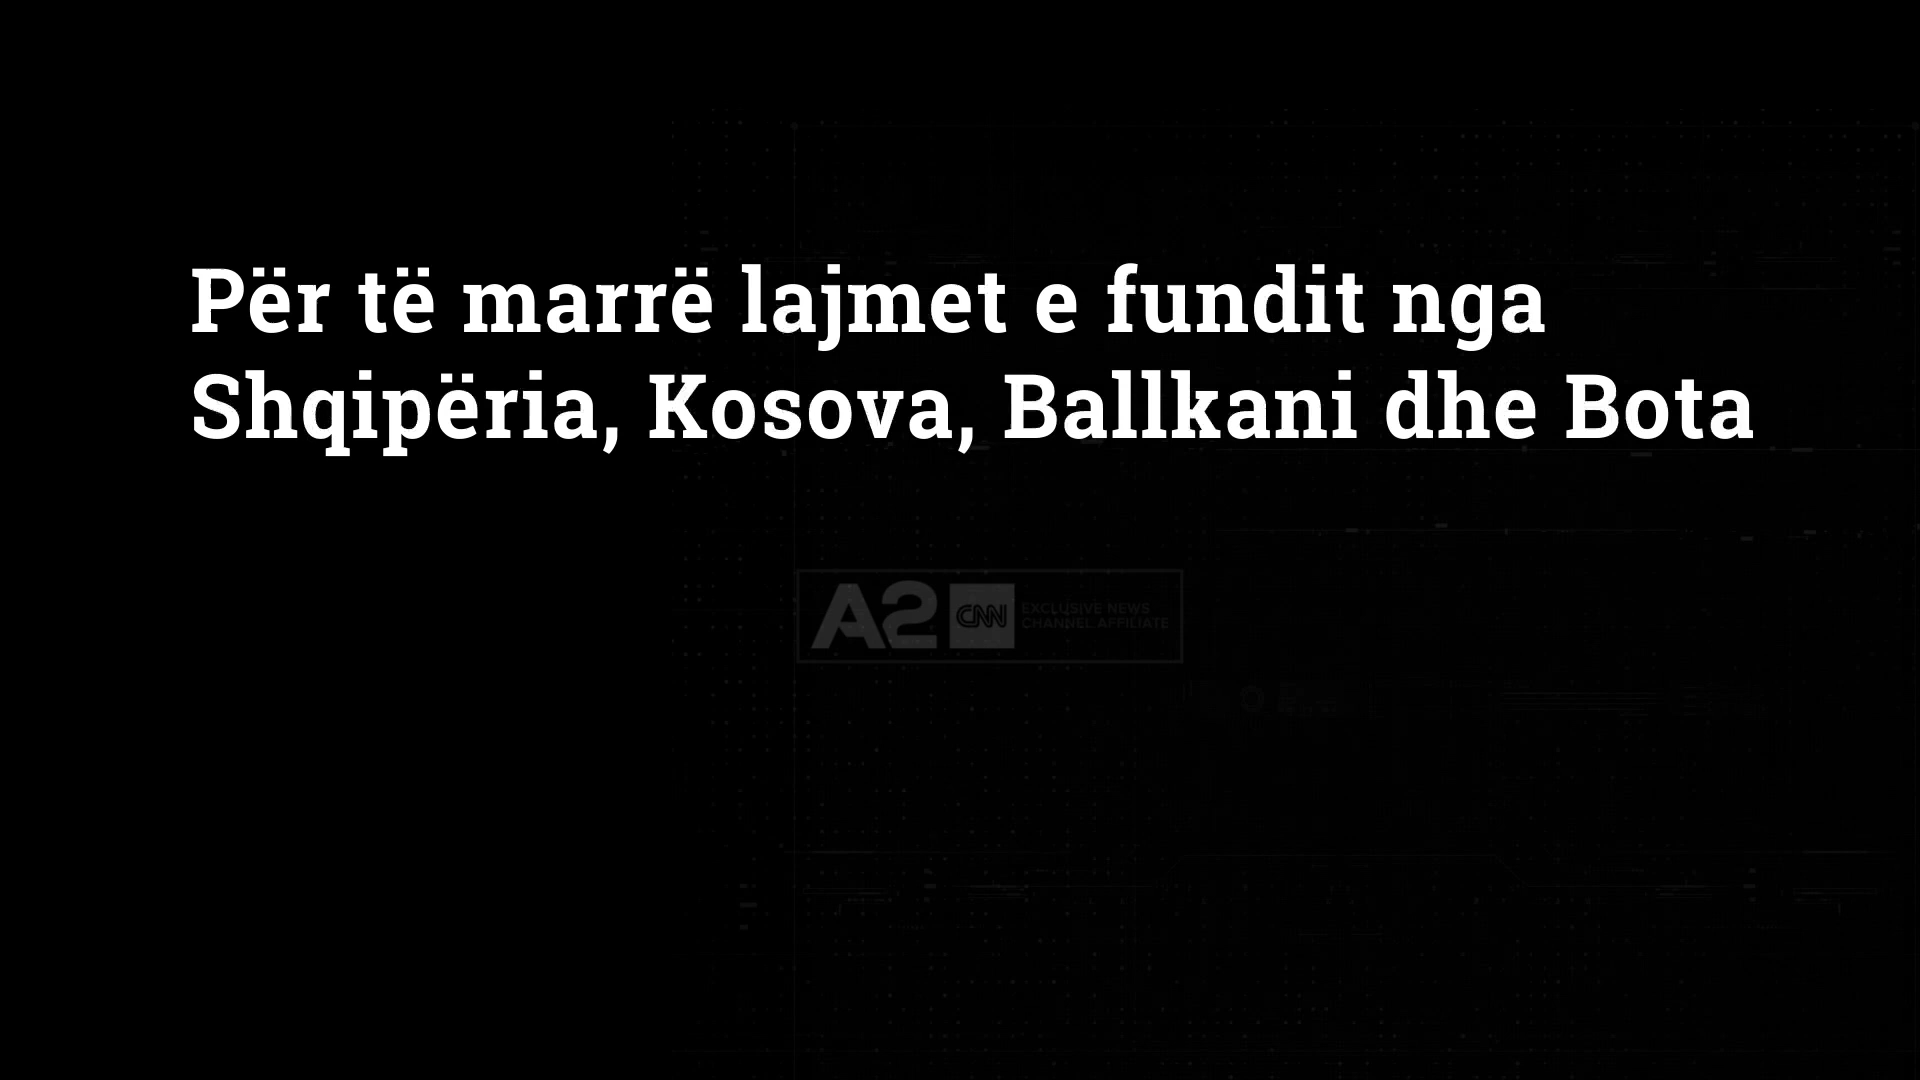 Për të marrë lajmet e fundit nga
Shqipëria, Kosova, Ballkani dhe Bota
A2 CNN EXCLUSIVE NEWS
CHANNEL AFFILIATE